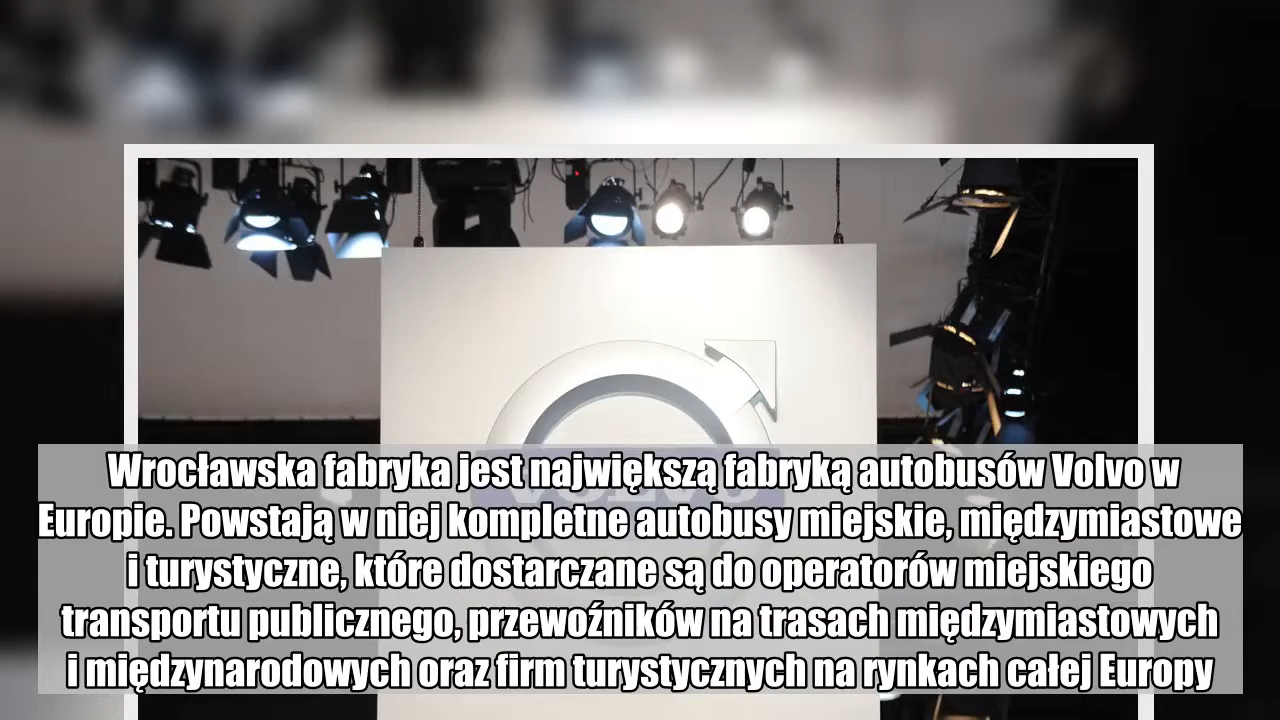 VOLVO
Wrocławska fabryka jest największą fabryką autobusów Volvo w
Europie. Powstają w niej kompletne autobusy miejskie, międzymiastowe
i turystyczne, które dostarczane są do operatorów miejskiego
transportu publicznego, przewoźników na trasach międzymiastowych
i międzynarodowych oraz firm turystycznych na rynkach całej Europy